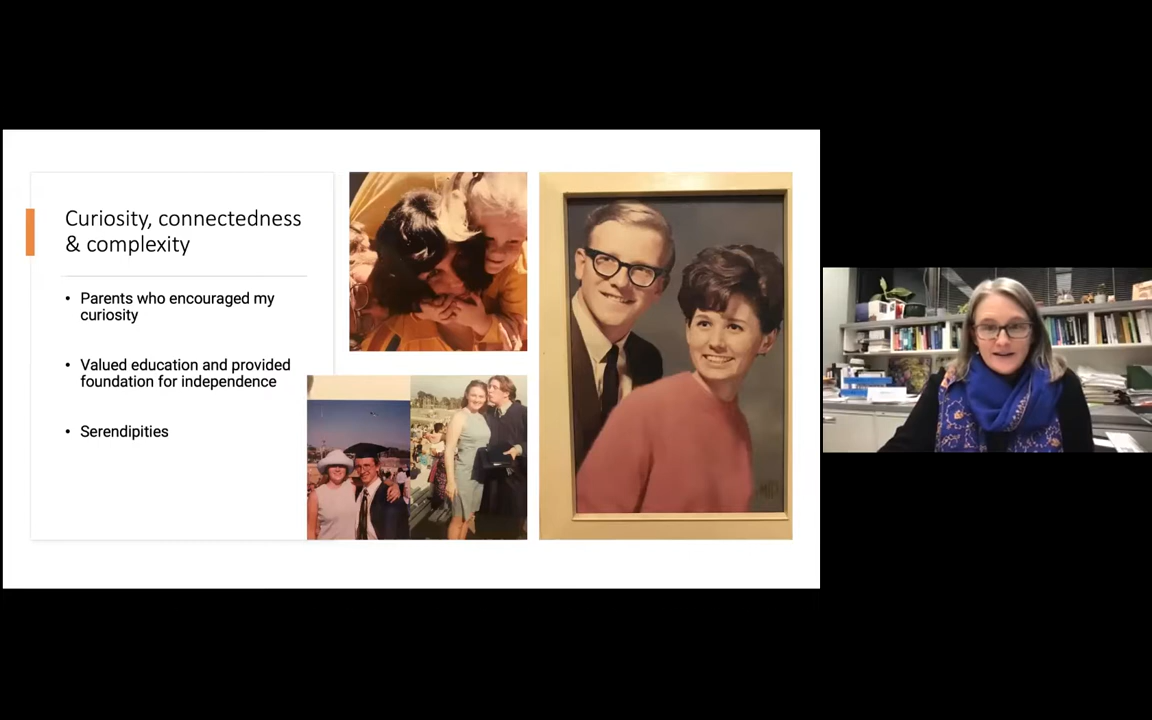 Curiosity, connectedness
& complexity
• Parents who encouraged my
curiosity
• Valued education and provided
foundation for independence
• Serendipities